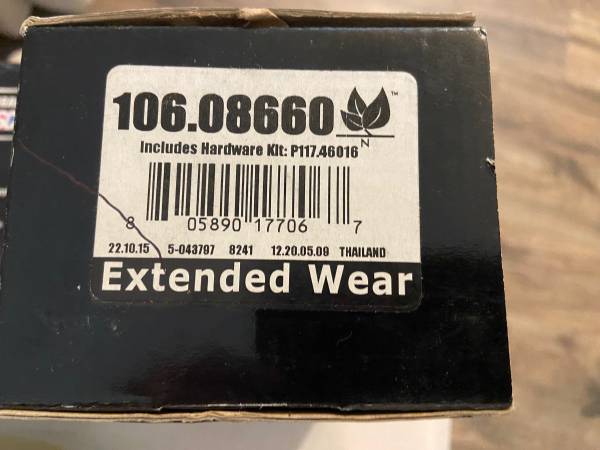 106.08660 ™
N
Includes Hardware Kit: P117.46016
8 05890 17706 7
22.10.15 5-043797 8241 12.20.05.09 THAILAND
Extended Wear